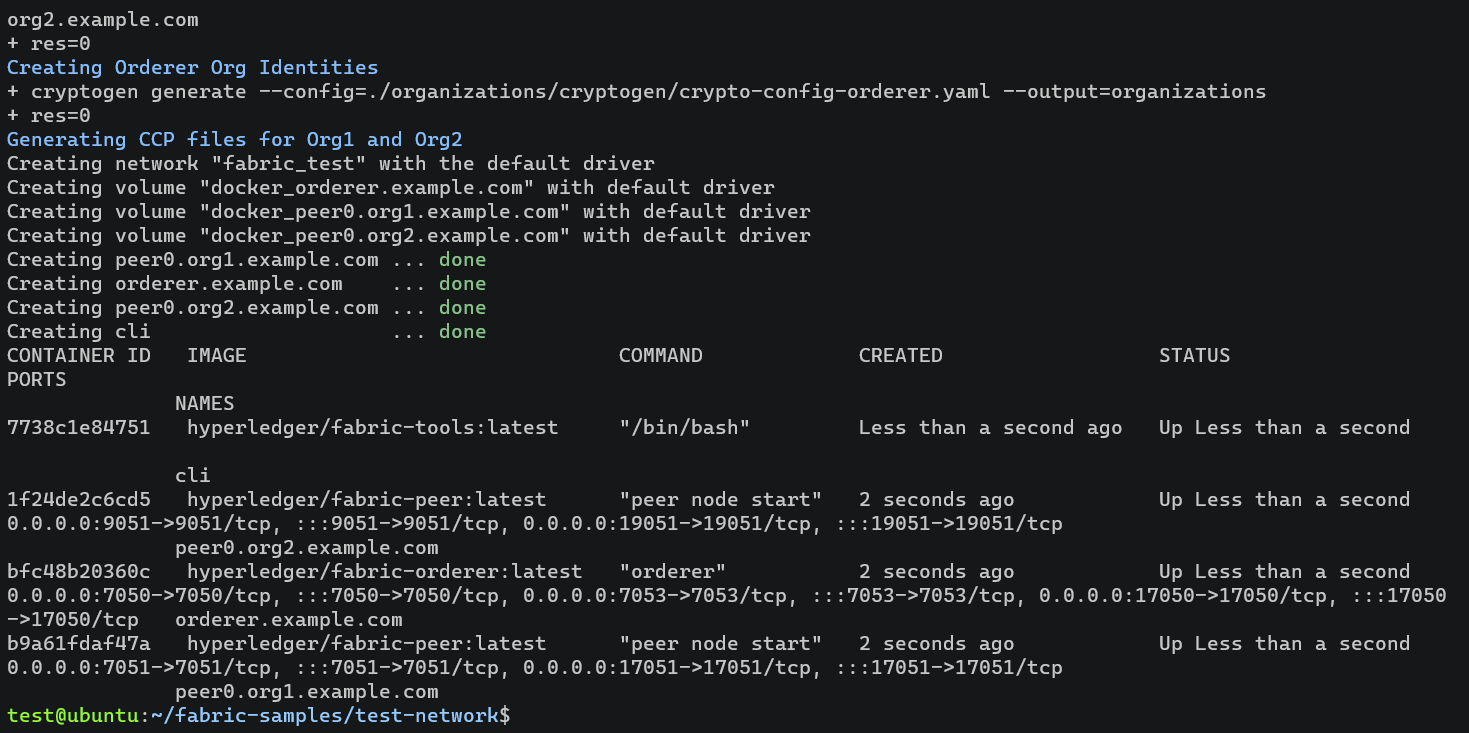 org2.example.com
+ res=0
Creating Orderer Org Identities
+ cryptogen generate --config=./organizations/cryptogen/crypto-config-orderer.yaml --output=organizations
+ res=0
Generating CCP files for Org1 and Org2
Creating network "fabric_test" with the default driver
Creating volume "docker_orderer.example.com" with default driver
Creating volume "docker_peer0.org1.example.com" with default driver
Creating volume "docker_peer0.org2.example.com" with default driver
Creating peer0.org1.example.com ... done
Creating orderer.example.com    ... done
Creating peer0.org2.example.com ... done
Creating cli                    ... done
CONTAINER ID   IMAGE                               COMMAND             CREATED                  STATUS
PORTS
              NAMES
7738c1e84751   hyperledger/fabric-tools:latest     "/bin/bash"         Less than a second ago   Up Less than a second
              cli
1f24de2c6cd5   hyperledger/fabric-peer:latest      "peer node start"   2 seconds ago            Up Less than a second
0.0.0.0:9051->9051/tcp, :::9051->9051/tcp, 0.0.0.0:19051->19051/tcp, :::19051->19051/tcp
              peer0.org2.example.com
bfc48b20360c   hyperledger/fabric-orderer:latest   "orderer"           2 seconds ago            Up Less than a second
0.0.0.0:7050->7050/tcp, :::7050->7050/tcp, 0.0.0.0:7053->7053/tcp, :::7053->7053/tcp, 0.0.0.0:17050->17050/tcp, :::17050
->17050/tcp   orderer.example.com
b9a61fdaf47a   hyperledger/fabric-peer:latest      "peer node start"   2 seconds ago            Up Less than a second
0.0.0.0:7051->7051/tcp, :::7051->7051/tcp, 0.0.0.0:17051->17051/tcp, :::17051->17051/tcp
              peer0.org1.example.com
test@ubuntu:~/fabric-samples/test-network$